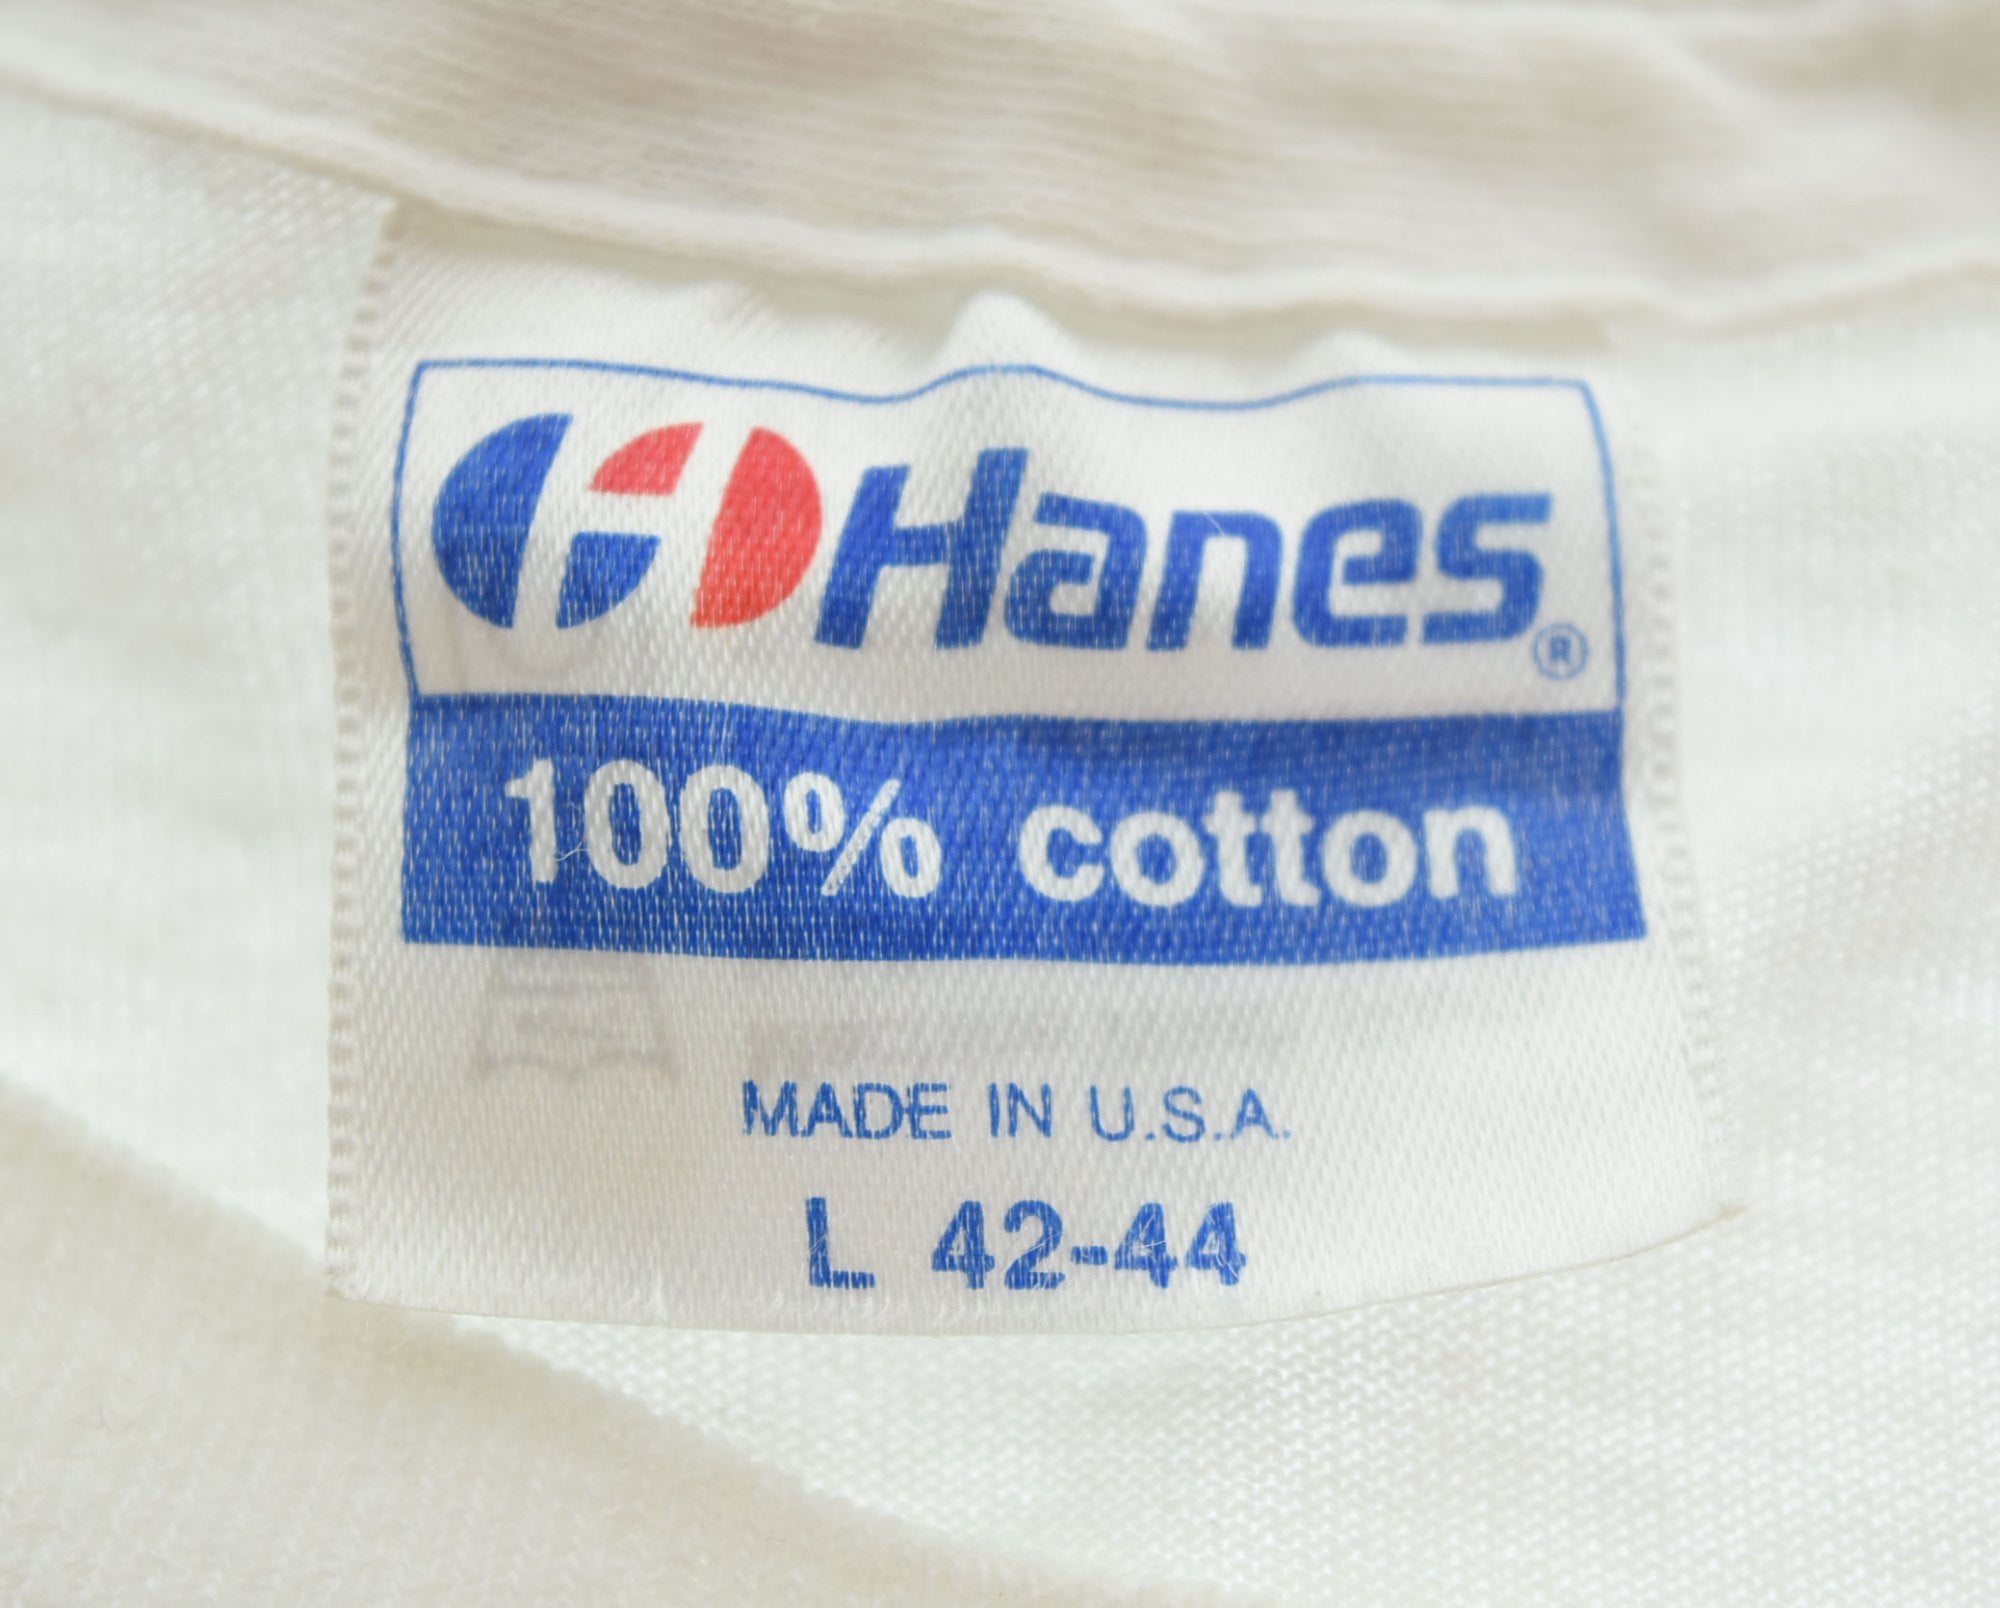 Hanes®
100% cotton
MADE IN U.S.A.
L 42-44